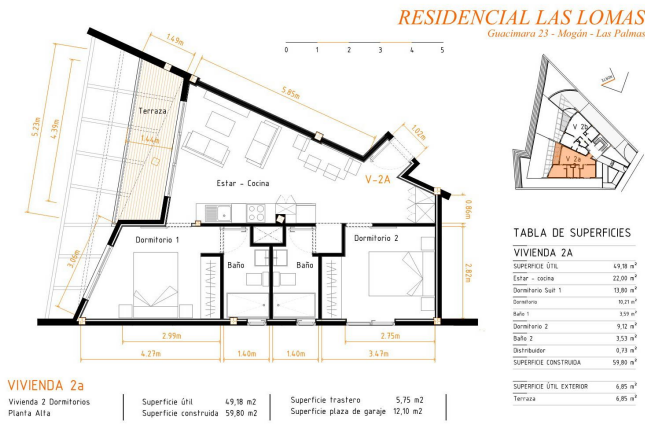 RESIDENCIAL LAS LOMAS
Guacimara 23 - Mogán - Las Palmas
0 1 2 3 4 5
1.49m
5.85m
1.02m
5.23m
4.39m
Terraza
1.44m
Estar - Cocina
V-2A
0.86m
3.06m
Dormitorio 1
Baño
Baño
Dormitorio 2
2.82m
2.99m
2.75m
4.27m
1.40m
1.40m
3.47m
V 2b
V 2a
TABLA DE SUPERFICIES
VIVIENDA 2A
SUPERFICIE ÚTIL 49,18 m²
Estar - cocina 22,00 m²
Dormitorio Suit 1 13,80 m²
Dormitorio 10,21 m²
Baño 1 3,59 m²
Dormitorio 2 9,12 m²
Baño 2 3,53 m²
Distribuidor 0,73 m²
SUPERFICIE CONSTRUIDA 59,80 m²
SUPERFICIE ÚTIL EXTERIOR 6,85 m²
Terraza 6,85 m²
VIVIENDA 2a
Vivienda 2 Dormitorios
Planta Alta
Superficie útil 49,18 m2
Superficie construida 59,80 m2
Superficie trastero 5,75 m2
Superficie plaza de garaje 12,10 m2